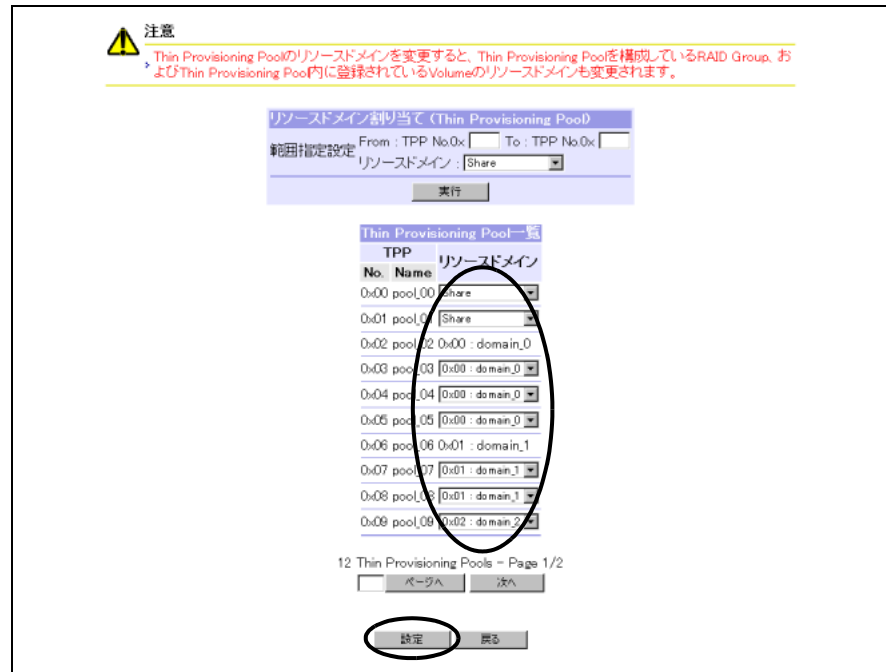 注意
Thin Provisioning Poolのリソースドメインを変更すると、Thin Provisioning Poolを構成しているRAID Group、お
よびThin Provisioning Pool内に登録されているVolumeのリソースドメインも変更されます。
リソースドメイン割り当て (Thin Provisioning Pool)
範囲指定設定 From : TPP No.0x To : TPP No.0x
リソースドメイン : Share
実行
Thin Provisioning Pool一覧
TPP リソースドメイン
No. Name
0x00 pool_00 Share
0x01 pool_01 Share
0x02 pool_02 0x00 : domain_0
0x03 pool_03 0x00 : domain_0
0x04 pool_04 0x00 : domain_0
0x05 pool_05 0x00 : domain_0
0x06 pool_06 0x01 : domain_1
0x07 pool_07 0x01 : domain_1
0x08 pool_08 0x01 : domain_1
0x09 pool_09 0x02 : domain_2
12 Thin Provisioning Pools - Page 1/2
ページへ 次へ
設定 戻る